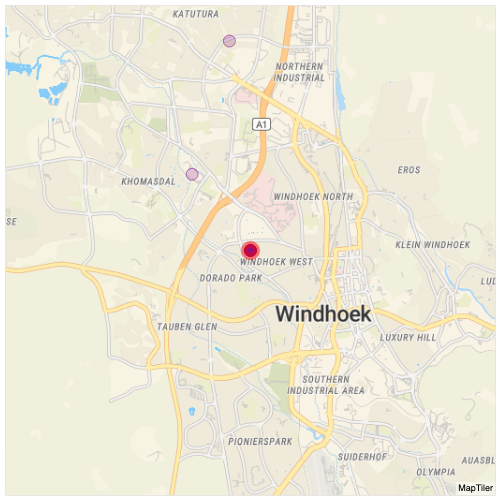 KATUTURA
NORTHERN
INDUSTRIAL
A1
EROS
KHOMASDAL
WINDHOEK NORTH
SE
KLEIN WINDHOEK
WINDHOEK WEST
DORADO PARK
LUD
Windhoek
TAUBEN GLEN
LUXURY HILL
SOUTHERN
INDUSTRIAL AREA
PIONIERSPARK
SUIDERHOF
AUASBL
OLYMPIA
MapTiler